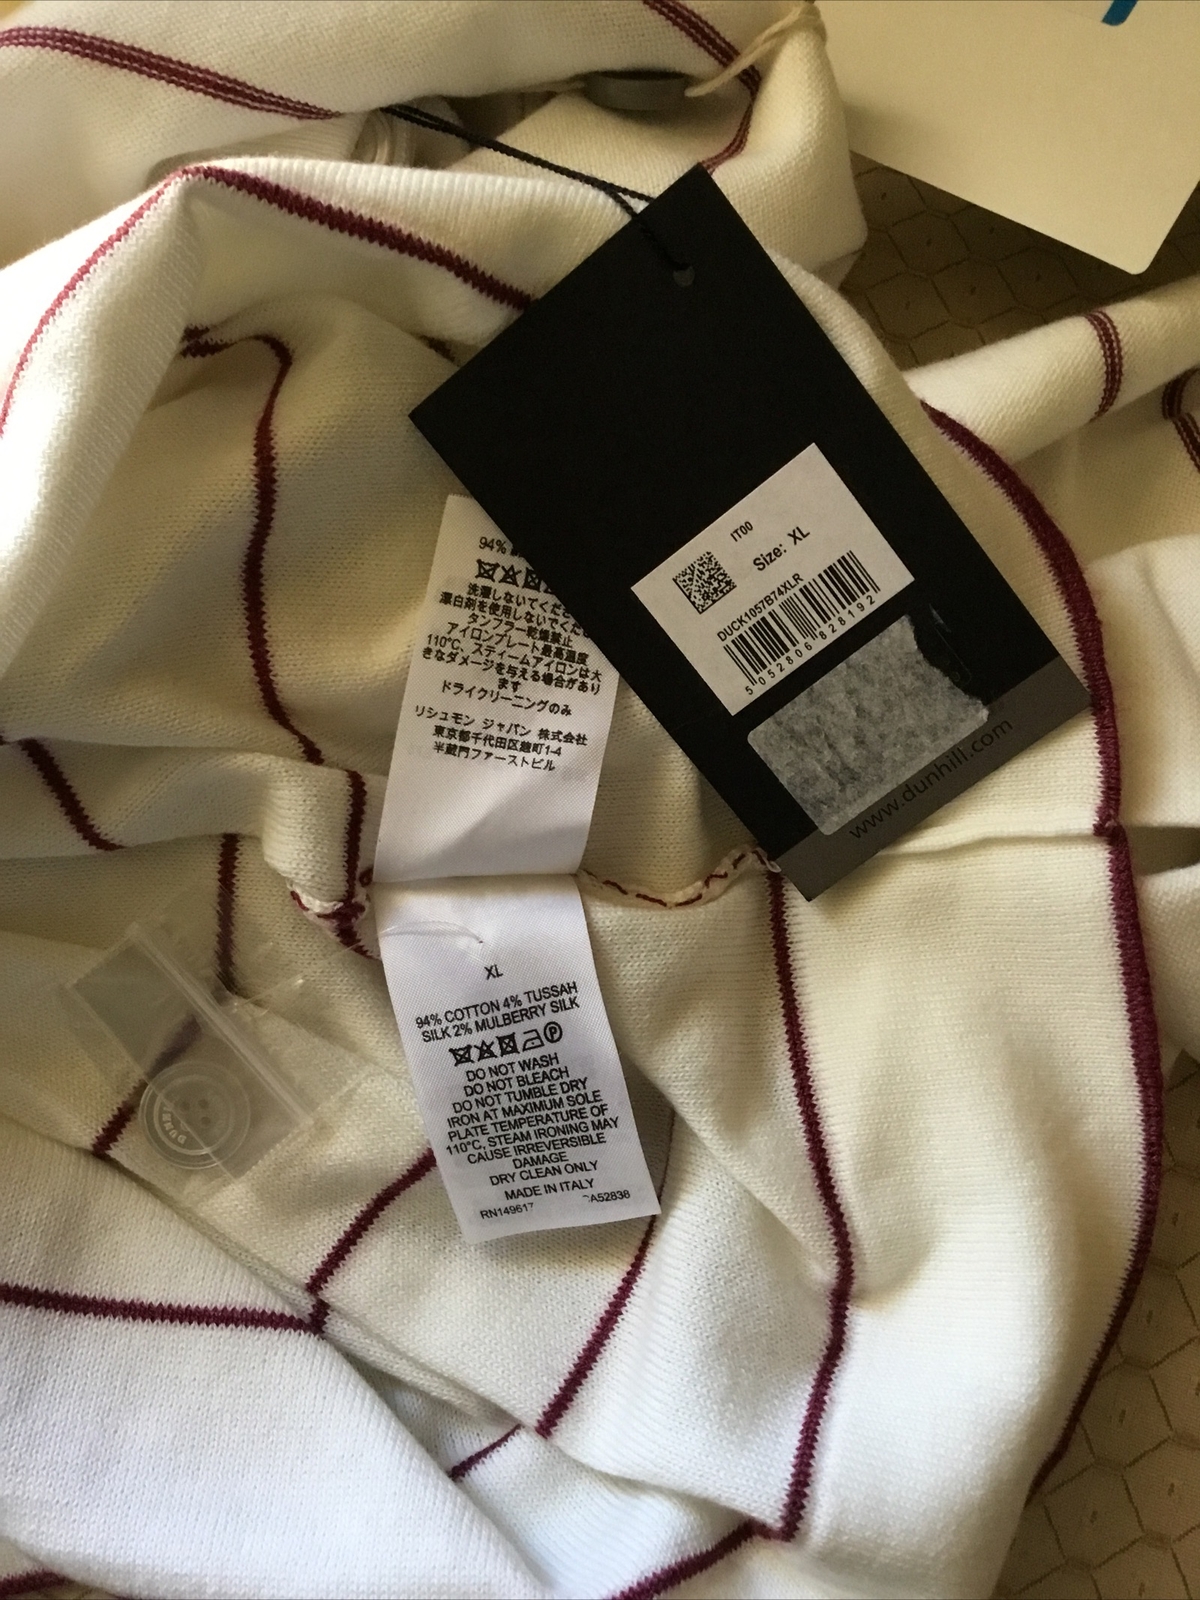 IT00
Size: XL
DUCK1057B74XLR
5 052806 828192
www.dunhill.com
94%
洗濯しないでくだ
漂白剤を使用しないでくだ
タンブラー乾燥禁止
アイロンプレート最高温度
110°C、スティームアイロンは大
きなダメージを与える場合があり
ます
ドライクリーニングのみ
リシュモン ジャパン 株式会社
東京都千代田区麹町1-4
半蔵門ファーストビル
XL
94% COTTON 4% TUSSAH
SILK 2% MULBERRY SILK
DO NOT WASH
DO NOT BLEACH
DO NOT TUMBLE DRY
IRON AT MAXIMUM SOLE
PLATE TEMPERATURE OF
110°C, STEAM IRONING MAY
CAUSE IRREVERSIBLE
DAMAGE
DRY CLEAN ONLY
MADE IN ITALY
RN149617 CA52838